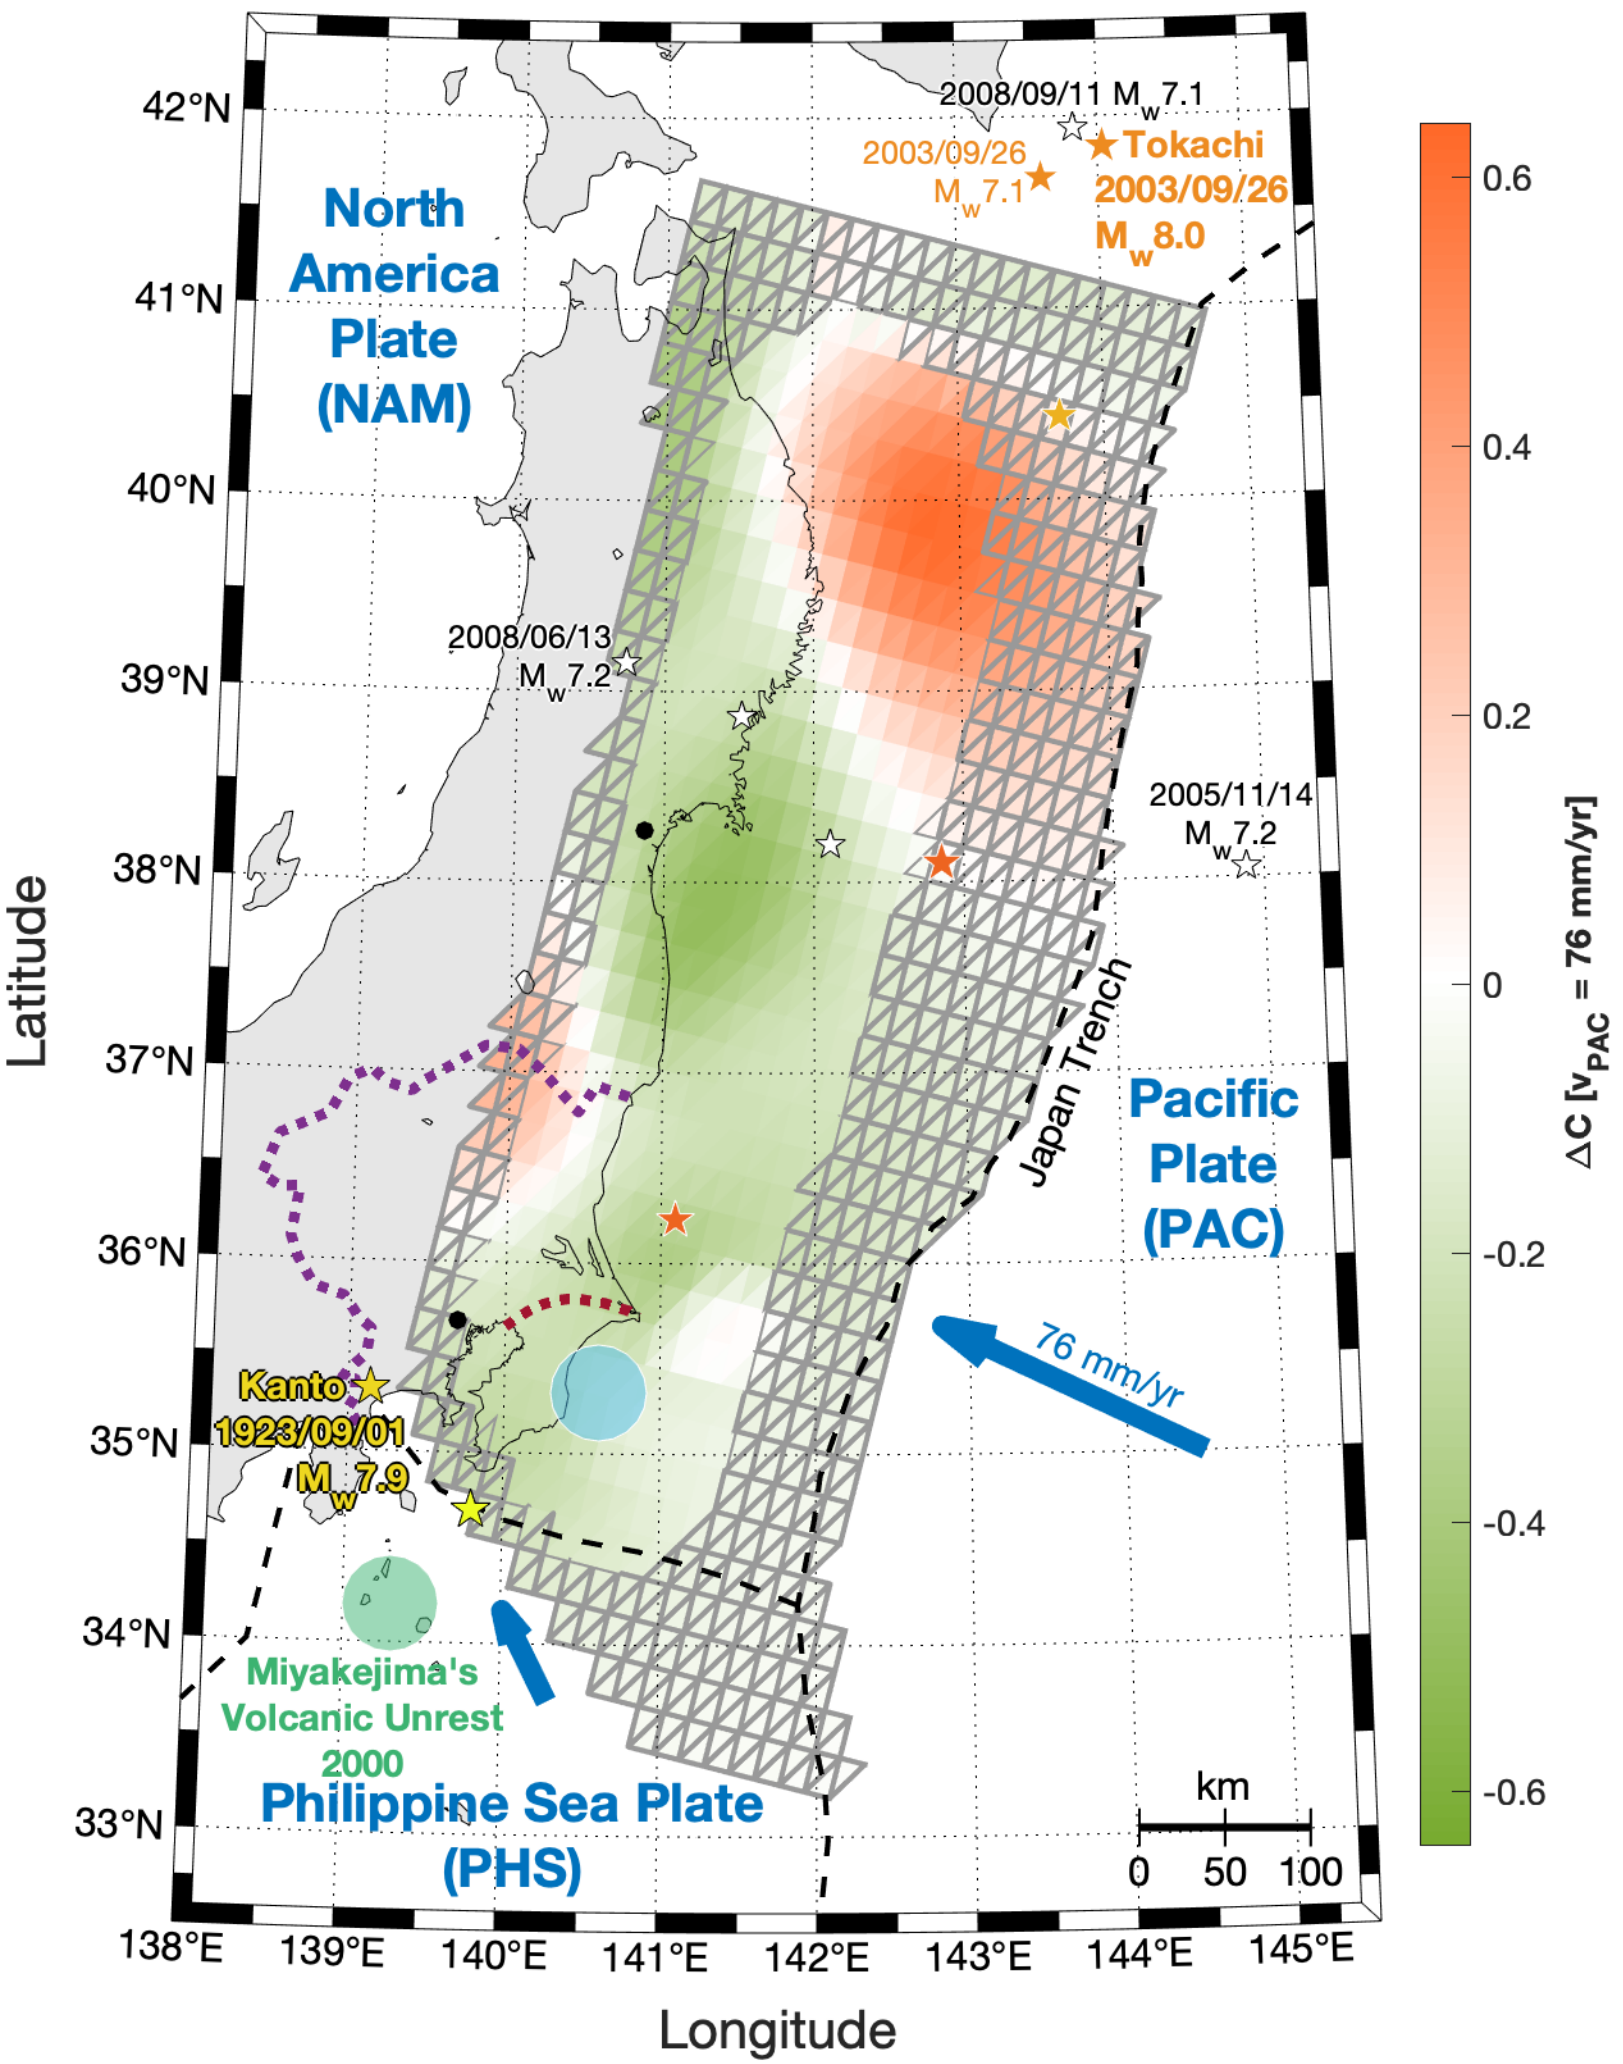 42°N
41°N
40°N
39°N
38°N
37°N
36°N
35°N
34°N
33°N
Latitude
138°E
139°E
140°E
141°E
142°E
143°E
144°E
145°E
Longitude
North
America
Plate
(NAM)
2008/09/11 Mw7.1
2003/09/26
Mw7.1
Tokachi
2003/09/26
Mw8.0
2008/06/13
Mw7.2
2005/11/14
Mw7.2
Japan Trench
Pacific
Plate
(PAC)
76 mm/yr
Kanto
1923/09/01
Mw7.9
Miyakejima's
Volcanic Unrest
2000
Philippine Sea Plate
(PHS)
km
0 50 100
0.6
0.4
0.2
0
-0.2
-0.4
-0.6
ΔC [vPAC = 76 mm/yr]